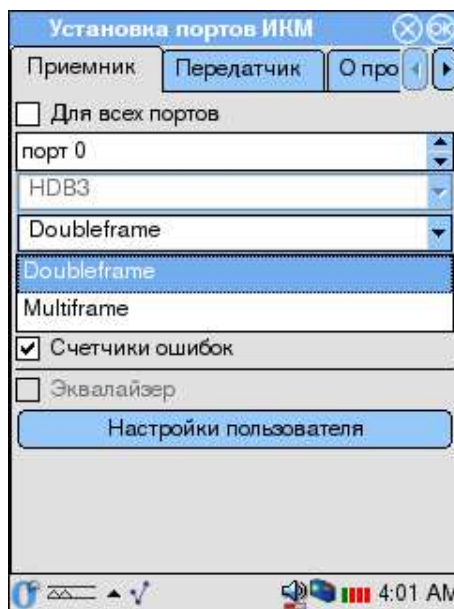 Установка портов ИКМ OK
Приемник Передатчик О про
Для всех портов
порт 0
HDB3
Doubleframe
Doubleframe
Multiframe
Счетчики ошибок
Эквалайзер
Настройки пользователя
4:01 AM